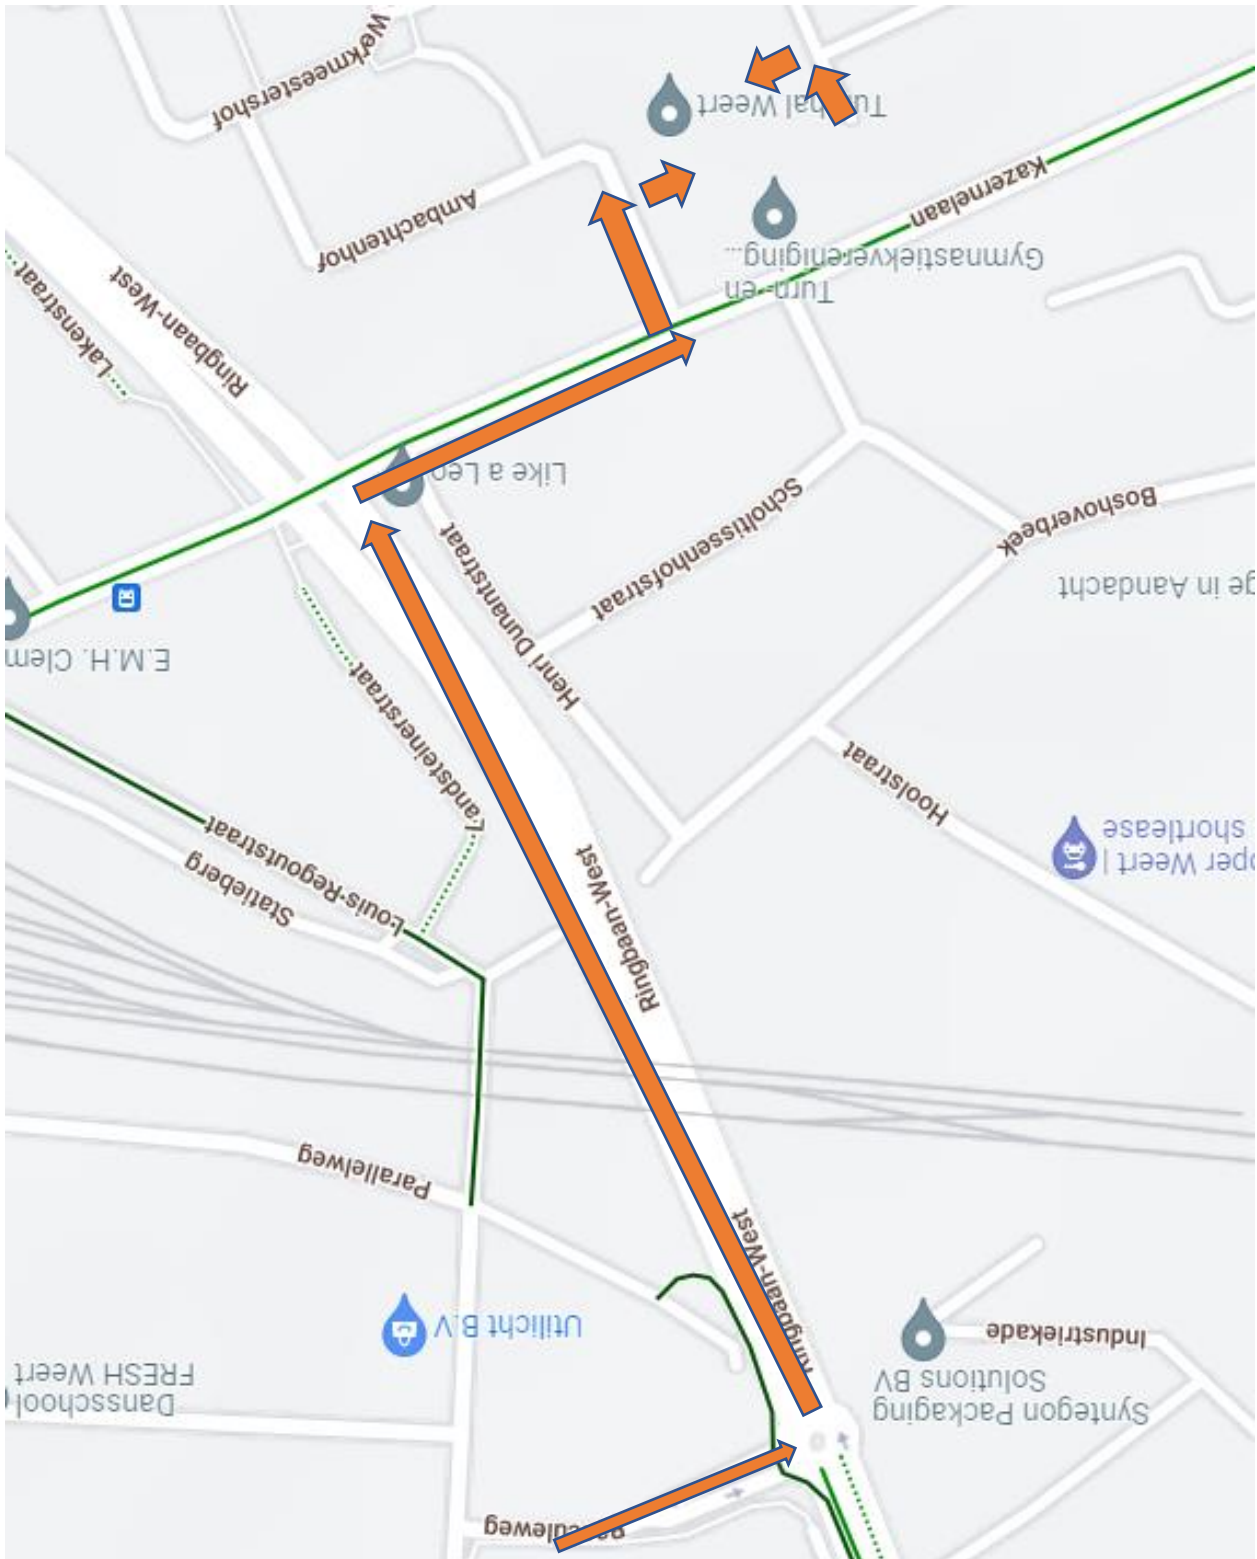 Werkmeestershof
Turnhal Weert
Kazernelaan
Ambachtenhof
Turn- en
Gymnastiekvereniging ...
Ringbaan-West
Lakenstraat
Like a Leo
Scholtissenhofstraat
Boshoverbeek
ge in Aandacht
Henri Dunantstraat
E.M.H. Clem
Landsteinerstraat
Hoolstraat
per Weert |
shortlease
Louis-Regoutstraat
Statieberg
Ringbaan-West
Parallelweg
Ringbaan-West
Utilicht B.V
Industriekade
Syntegon Packaging
Solutions BV
Dansschool
FRESH Weert